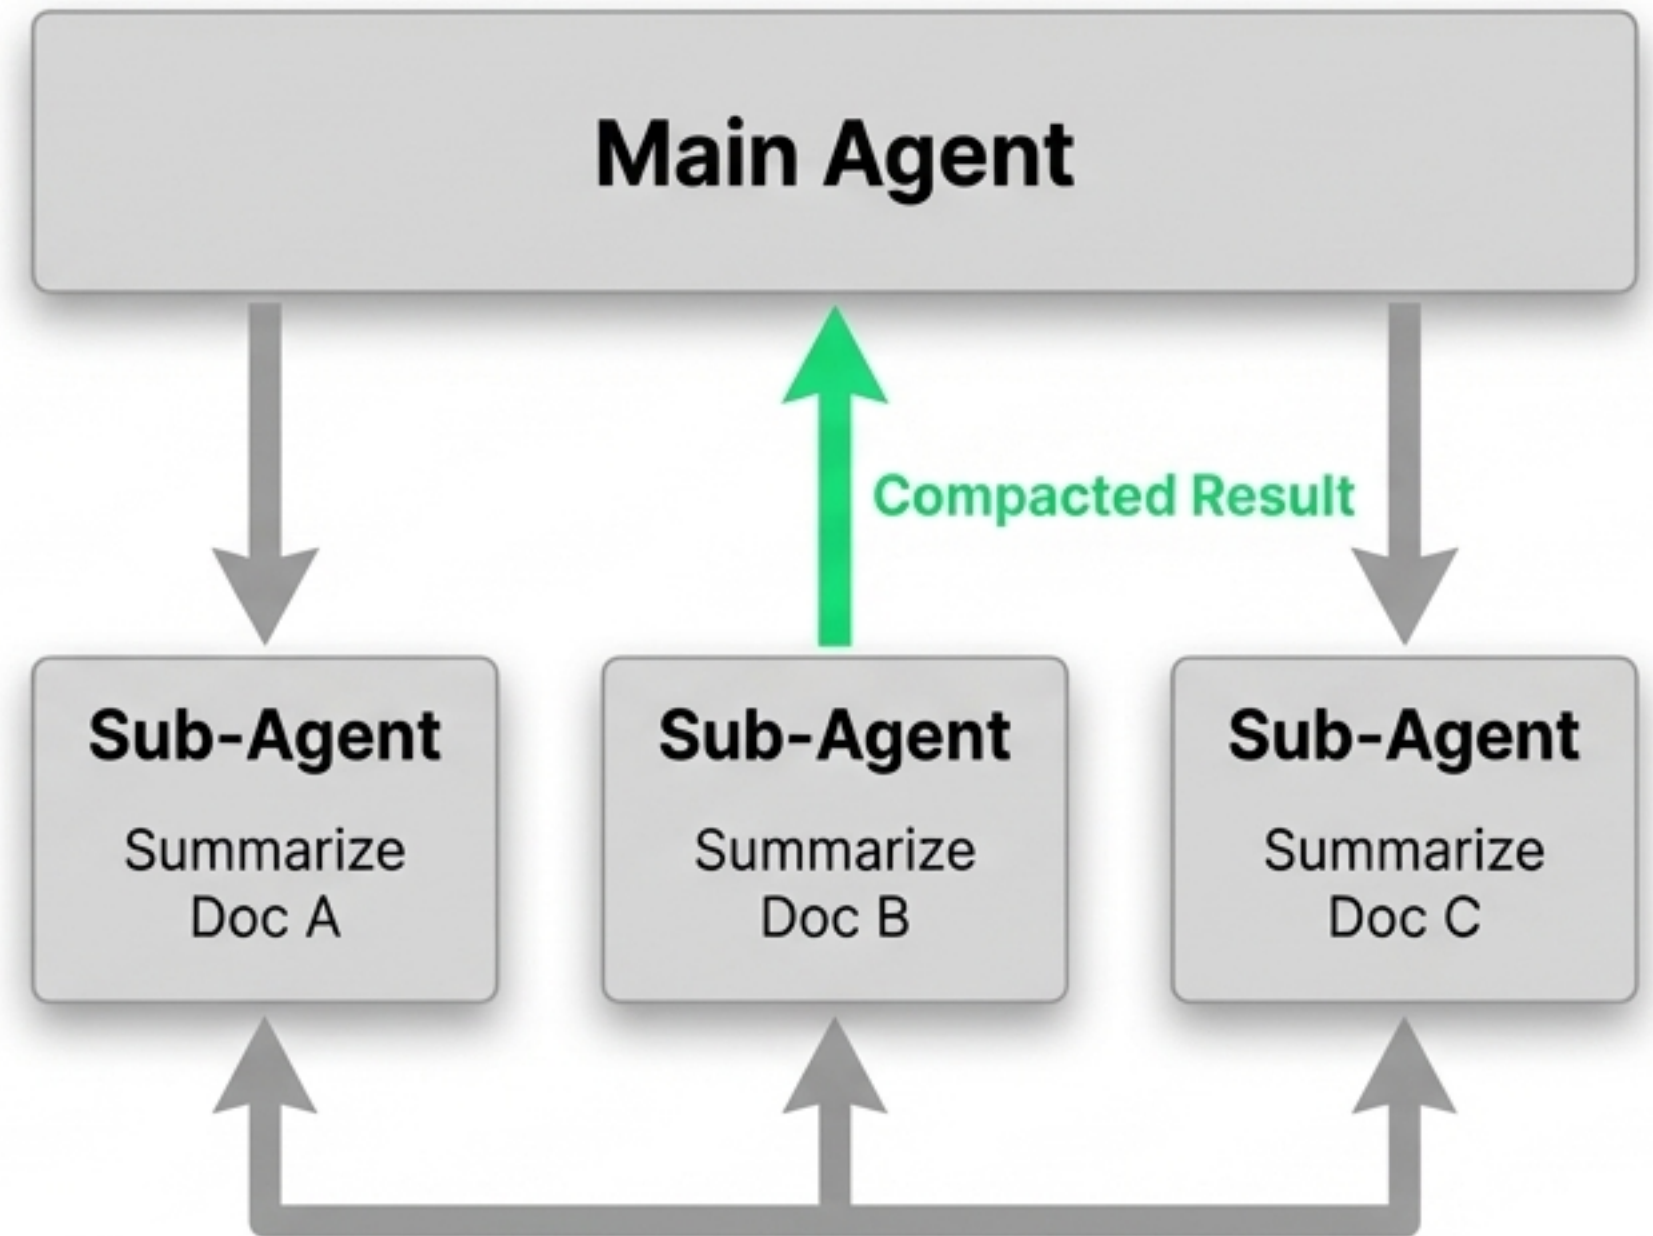 Main Agent
Compacted Result
Sub-Agent
Summarize
Doc A
Sub-Agent
Summarize
Doc B
Sub-Agent
Summarize
Doc C